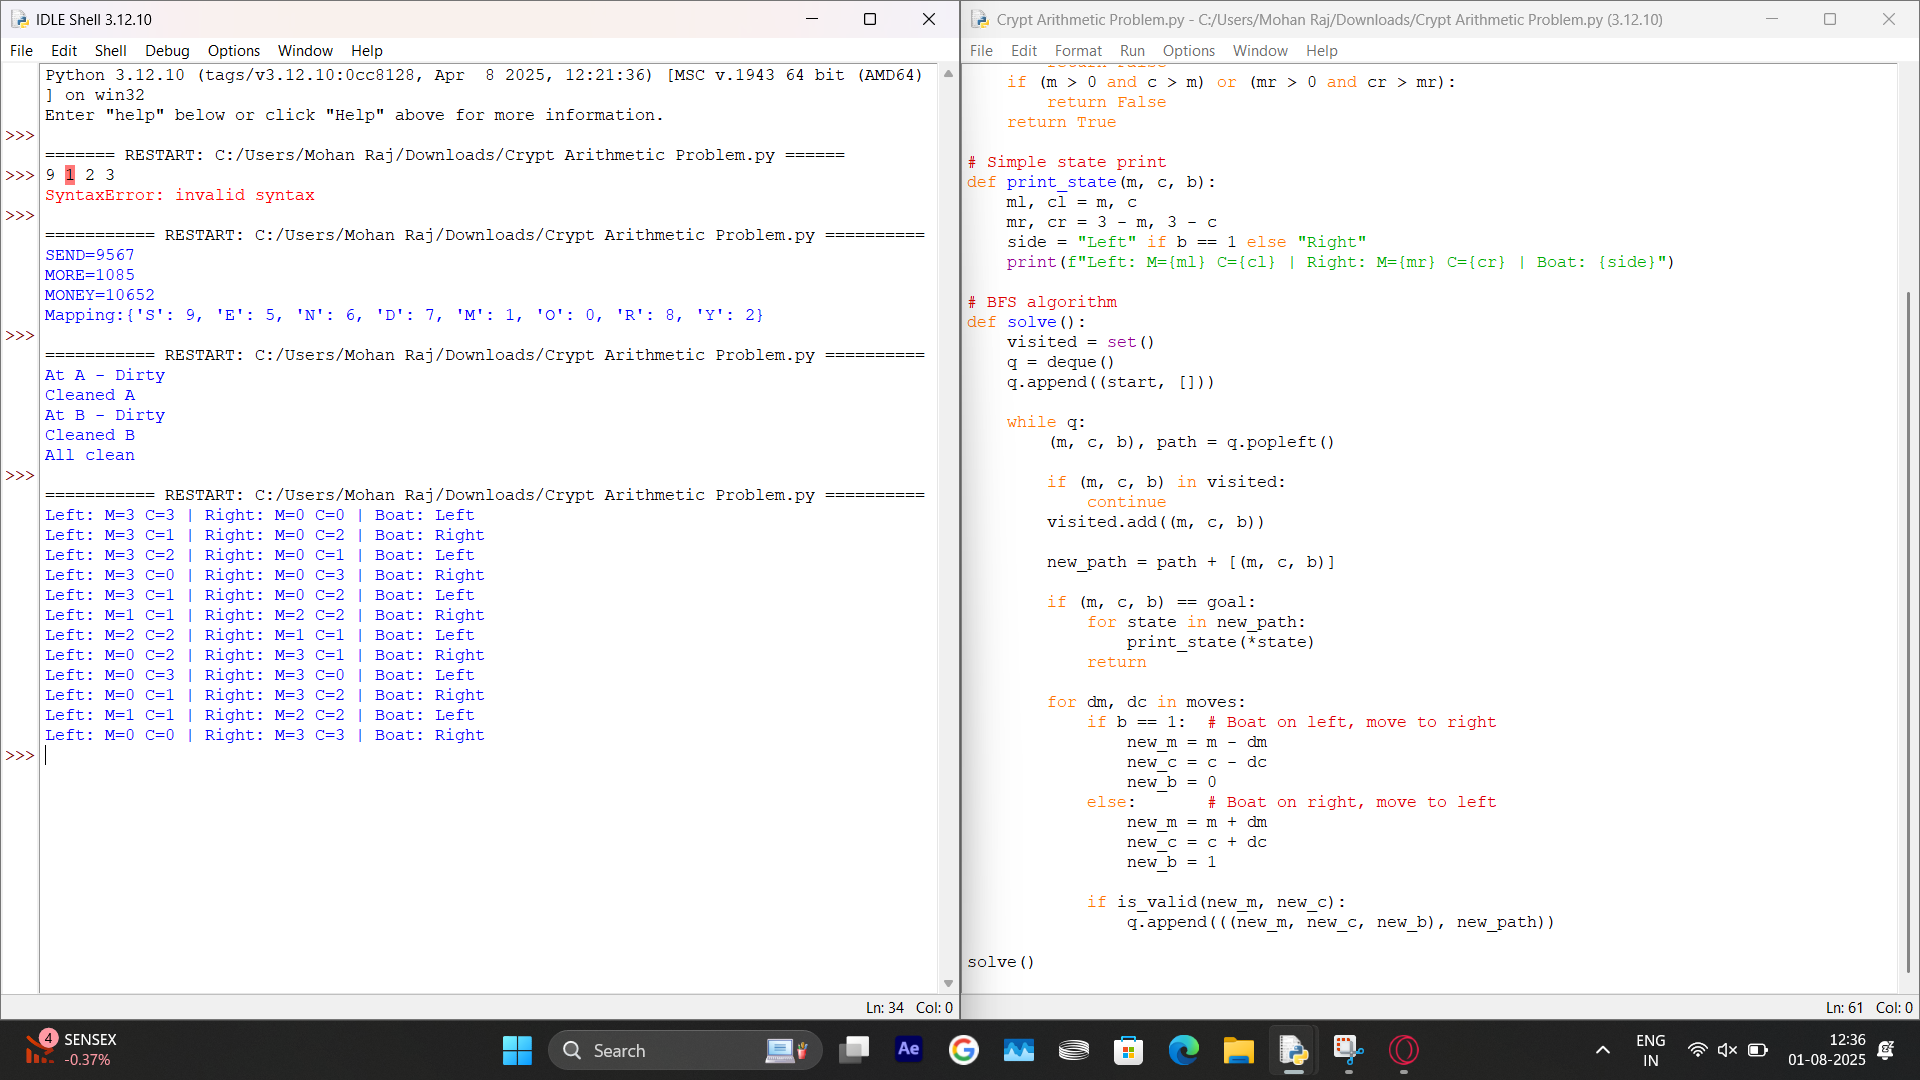 IDLE Shell 3.12.10
File Edit Shell Debug Options Window Help
Python 3.12.10 (tags/v3.12.10:0cc8128, Apr  8 2025, 12:21:36) [MSC v.1943 64 bit (AMD64)
] on win32
Enter "help" below or click "Help" above for more information.
>>>
======= RESTART: C:/Users/Mohan Raj/Downloads/Crypt Arithmetic Problem.py ======
>>> 9 1 2 3
SyntaxError: invalid syntax
>>>
=========== RESTART: C:/Users/Mohan Raj/Downloads/Crypt Arithmetic Problem.py ==========
SEND=9567
MORE=1085
MONEY=10652
Mapping:{'S': 9, 'E': 5, 'N': 6, 'D': 7, 'M': 1, 'O': 0, 'R': 8, 'Y': 2}
>>>
=========== RESTART: C:/Users/Mohan Raj/Downloads/Crypt Arithmetic Problem.py ==========
At A - Dirty
Cleaned A
At B - Dirty
Cleaned B
All clean
>>>
=========== RESTART: C:/Users/Mohan Raj/Downloads/Crypt Arithmetic Problem.py ==========
Left: M=3 C=3 | Right: M=0 C=0 | Boat: Left
Left: M=3 C=1 | Right: M=0 C=2 | Boat: Right
Left: M=3 C=2 | Right: M=0 C=1 | Boat: Left
Left: M=3 C=0 | Right: M=0 C=3 | Boat: Right
Left: M=3 C=1 | Right: M=0 C=2 | Boat: Left
Left: M=1 C=1 | Right: M=2 C=2 | Boat: Right
Left: M=2 C=2 | Right: M=1 C=1 | Boat: Left
Left: M=0 C=2 | Right: M=3 C=1 | Boat: Right
Left: M=0 C=3 | Right: M=3 C=0 | Boat: Left
Left: M=0 C=1 | Right: M=3 C=2 | Boat: Right
Left: M=1 C=1 | Right: M=2 C=2 | Boat: Left
Left: M=0 C=0 | Right: M=3 C=3 | Boat: Right
>>>
Ln: 34 Col: 0
Crypt Arithmetic Problem.py - C:/Users/Mohan Raj/Downloads/Crypt Arithmetic Problem.py (3.12.10)
File Edit Format Run Options Window Help
        return False
    if (m > 0 and c > m) or (mr > 0 and cr > mr):
        return False
    return True
# Simple state print
def print_state(m, c, b):
    ml, cl = m, c
    mr, cr = 3 - m, 3 - c
    side = "Left" if b == 1 else "Right"
    print(f"Left: M={ml} C={cl} | Right: M={mr} C={cr} | Boat: {side}")
# BFS algorithm
def solve():
    visited = set()
    q = deque()
    q.append((start, []))
    while q:
        (m, c, b), path = q.popleft()
        if (m, c, b) in visited:
            continue
        visited.add((m, c, b))
        new_path = path + [(m, c, b)]
        if (m, c, b) == goal:
            for state in new_path:
                print_state(*state)
            return
        for dm, dc in moves:
            if b == 1:  # Boat on left, move to right
                new_m = m - dm
                new_c = c - dc
                new_b = 0
            else:       # Boat on right, move to left
                new_m = m + dm
                new_c = c + dc
                new_b = 1
            if is_valid(new_m, new_c):
                q.append(((new_m, new_c, new_b), new_path))
solve()
Ln: 61 Col: 0
4
SENSEX
-0.37%
Search
Ae
ENG
IN
12:36
01-08-2025